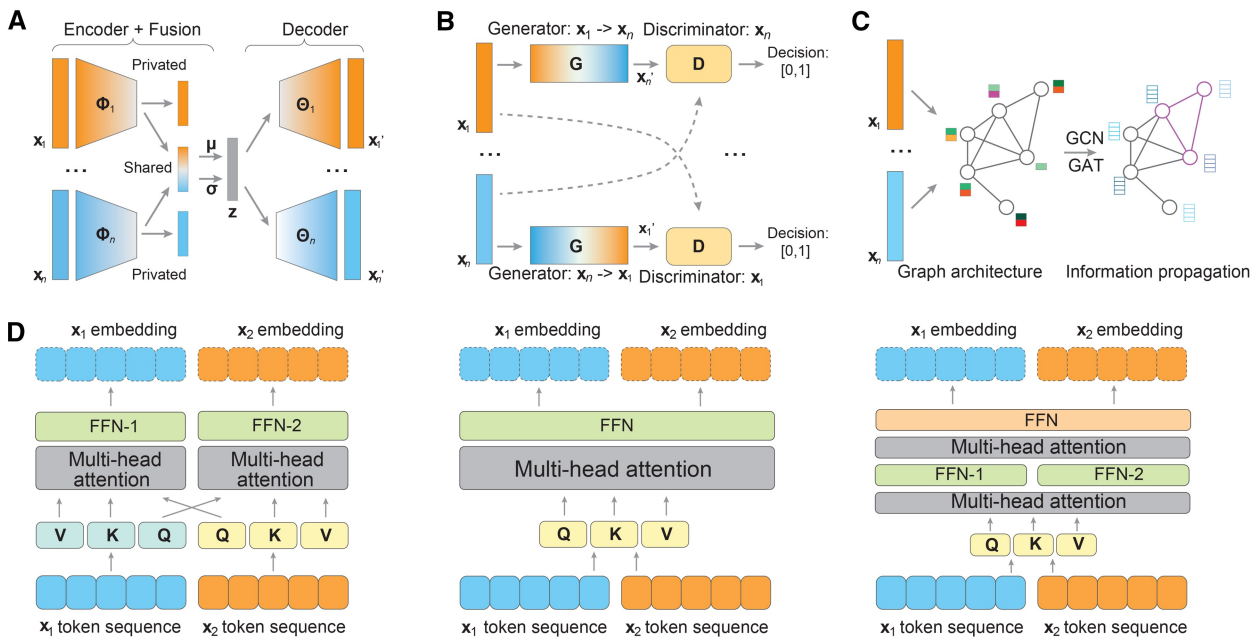 A
Encoder + Fusion
Decoder
Privated
Φ1
Θ1
x1
x1'
μ
Shared
...
...
σ
z
Φn
Θn
xn
xn'
Privated
B
Generator: x1 -> xn
Discriminator: xn
G
xn'
D
Decision:
[0,1]
x1
...
...
xn
G
x1'
D
Decision:
[0,1]
Generator: xn -> x1
Discriminator: x1
C
x1
...
GCN
GAT
xn
Graph architecture
Information propagation
D
x1 embedding
x2 embedding
FFN-1
FFN-2
Multi-head
attention
Multi-head
attention
V
K
Q
Q
K
V
x1 token sequence
x2 token sequence
x1 embedding
x2 embedding
FFN
Multi-head attention
Q
K
V
x1 token sequence
x2 token sequence
x1 embedding
x2 embedding
FFN
Multi-head attention
FFN-1
FFN-2
Multi-head attention
Q
K
V
x1 token sequence
x2 token sequence